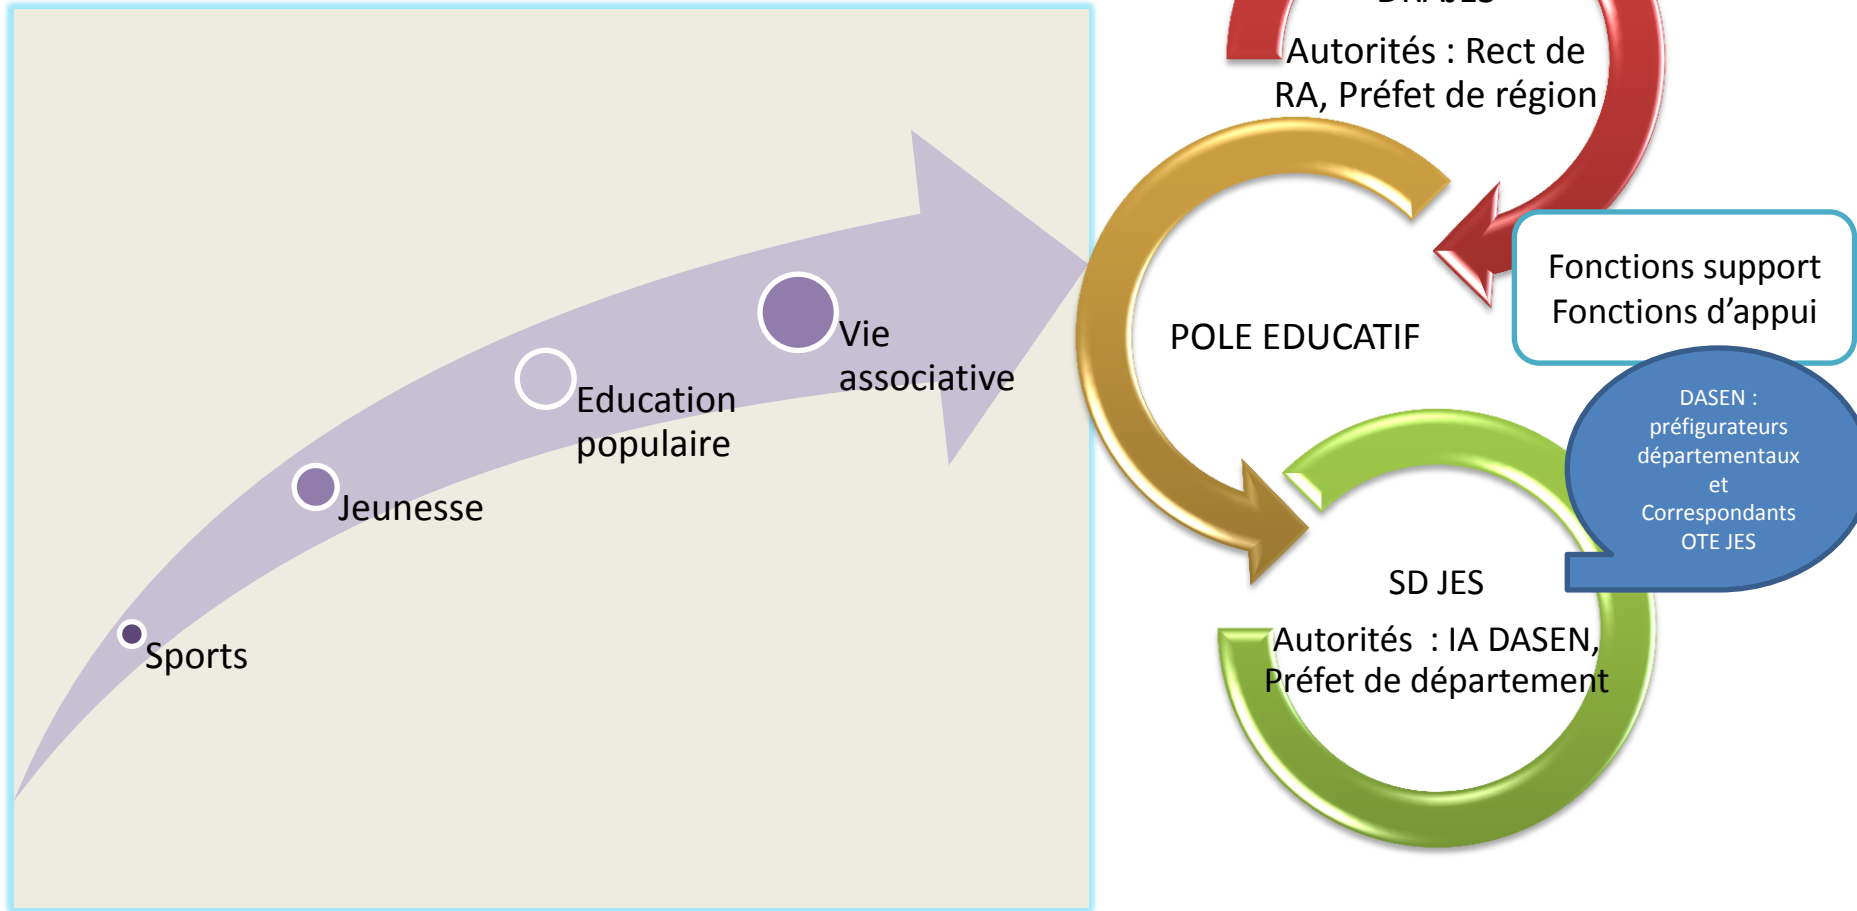 Autorités : Rect de
RA, Préfet de région
Fonctions support
Fonctions d’appui
POLE EDUCATIF
Vie
associative
Education
populaire
Jeunesse
Sports
DASEN :
préfigurateurs
départementaux
et
Correspondants
OTE JES
SD JES
Autorités  : IA DASEN,
Préfet de département